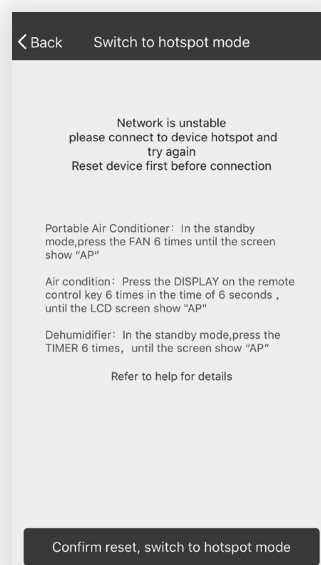 Back Switch to hotspot mode
Network is unstable
please connect to device hotspot and
try again
Reset device first before connection
Portable Air Conditioner: In the standby
mode,press the FAN 6 times until the screen
show "AP"
Air condition: Press the DISPLAY on the remote
control key 6 times in the time of 6 seconds ,
until the LCD screen show "AP"
Dehumidifier: In the standby mode,press the
TIMER 6 times, until the screen show "AP"
Refer to help for details
Confirm reset, switch to hotspot mode